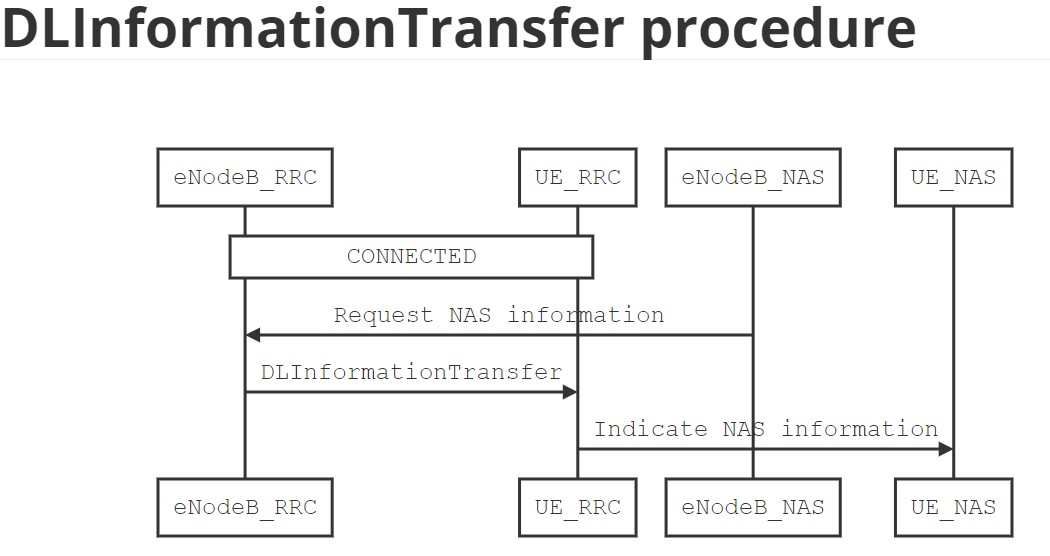 DLInformationTransfer procedure
eNodeB_RRC UE_RRC eNodeB_NAS UE_NAS
CONNECTED
Request NAS information
DLInformationTransfer
Indicate NAS information
eNodeB_RRC UE_RRC eNodeB_NAS UE_NAS